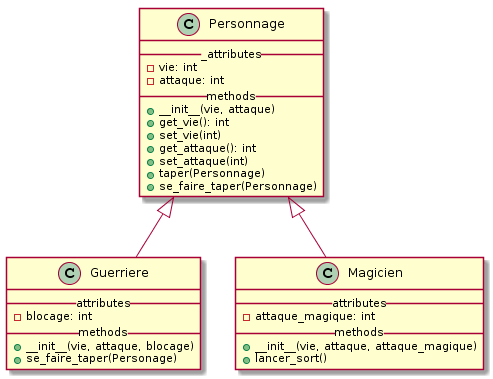 C Personnage
_attributes
vie: int
attaque: int
methods
__init__(vie, attaque)
get_vie(): int
set_vie(int)
get_attaque(): int
set_attaque(int)
taper(Personnage)
se_faire_taper(Personnage)
C Guerriere
attributes
blocage: int
methods
__init__(vie, attaque, blocage)
se_faire_taper(Personage)
C Magicien
attributes
attaque_magique: int
methods
__init__(vie, attaque, attaque_magique)
lancer_sort()